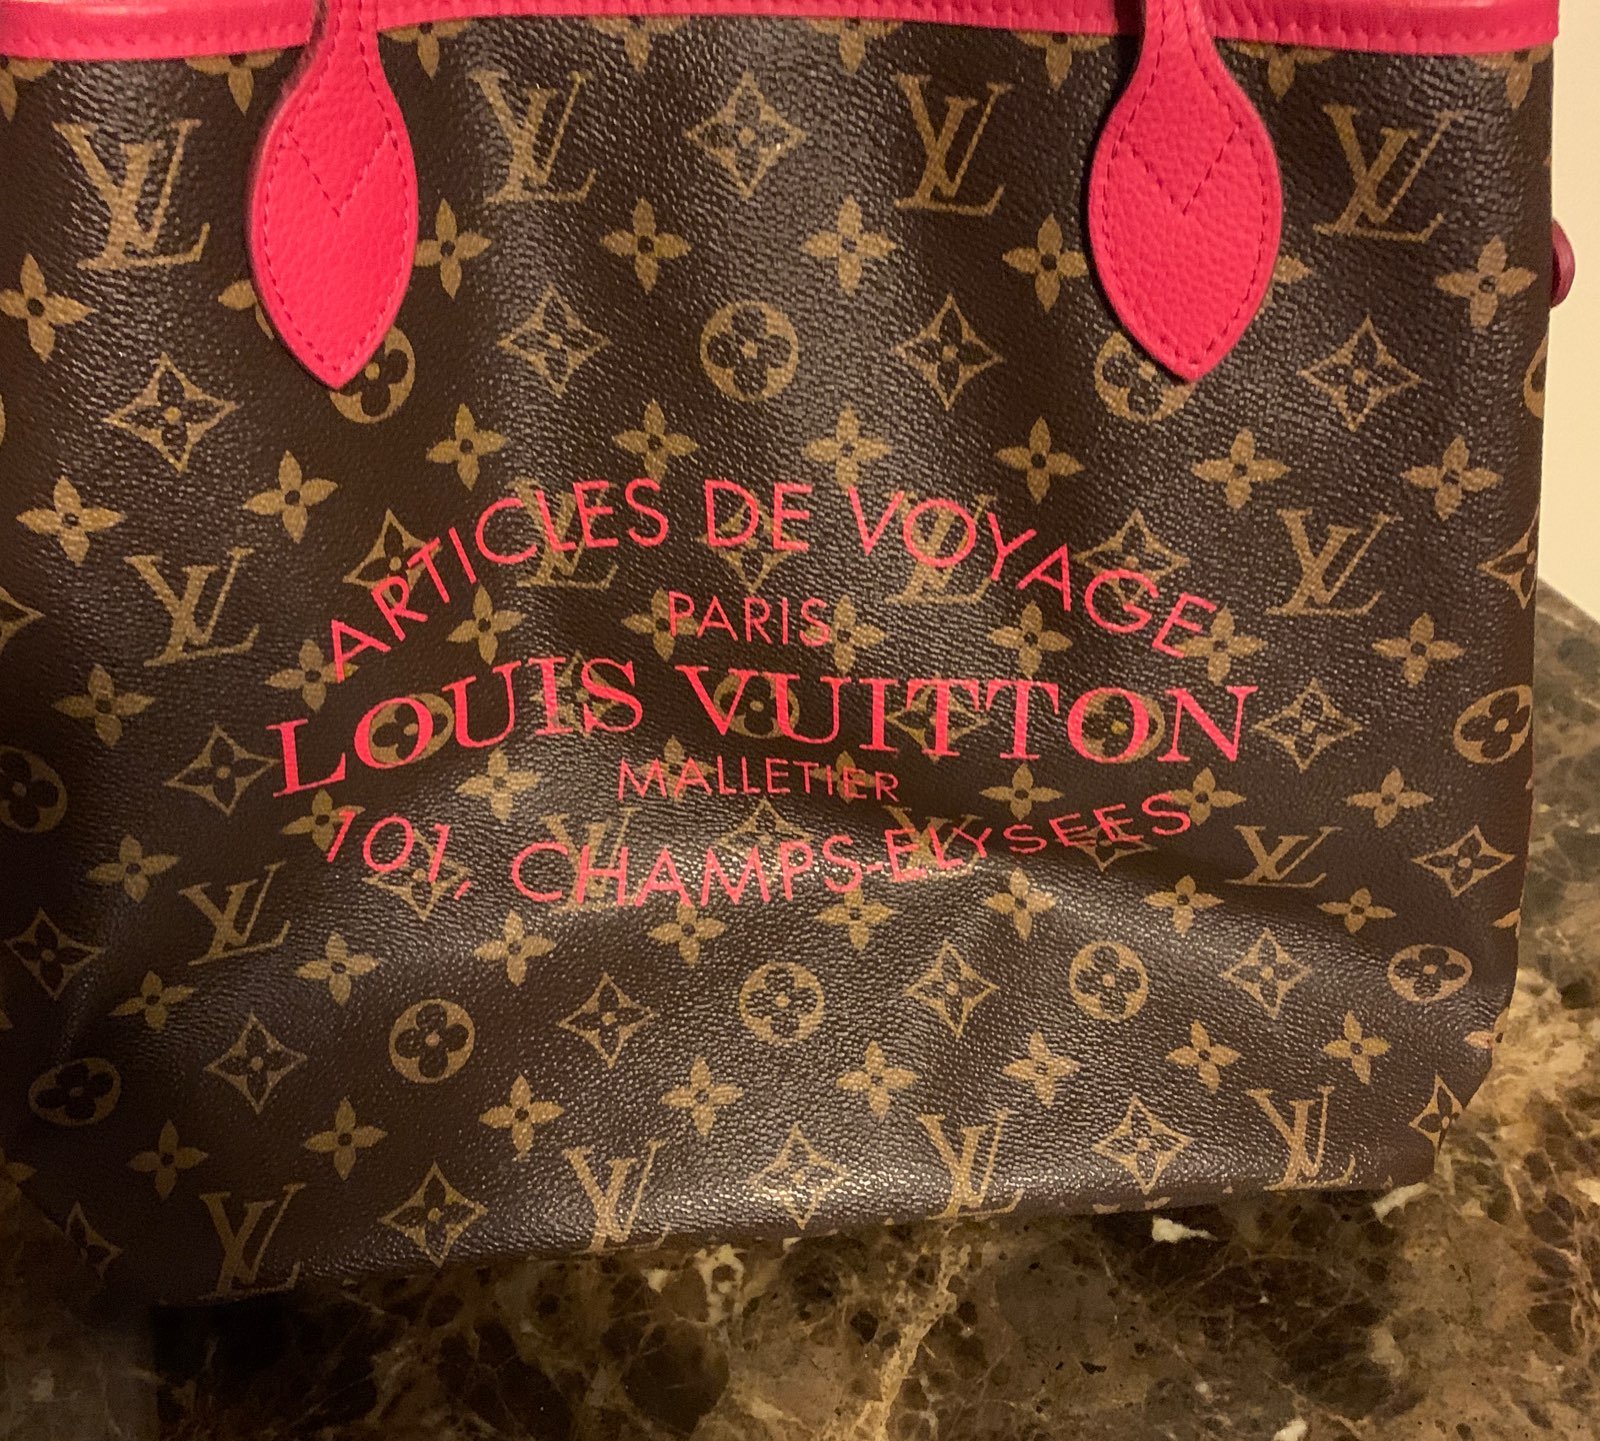 ARTICLES DE VOYAGE
PARIS
LOUIS VUITTON
MALLETIER
101, CHAMPS-ELYSEES